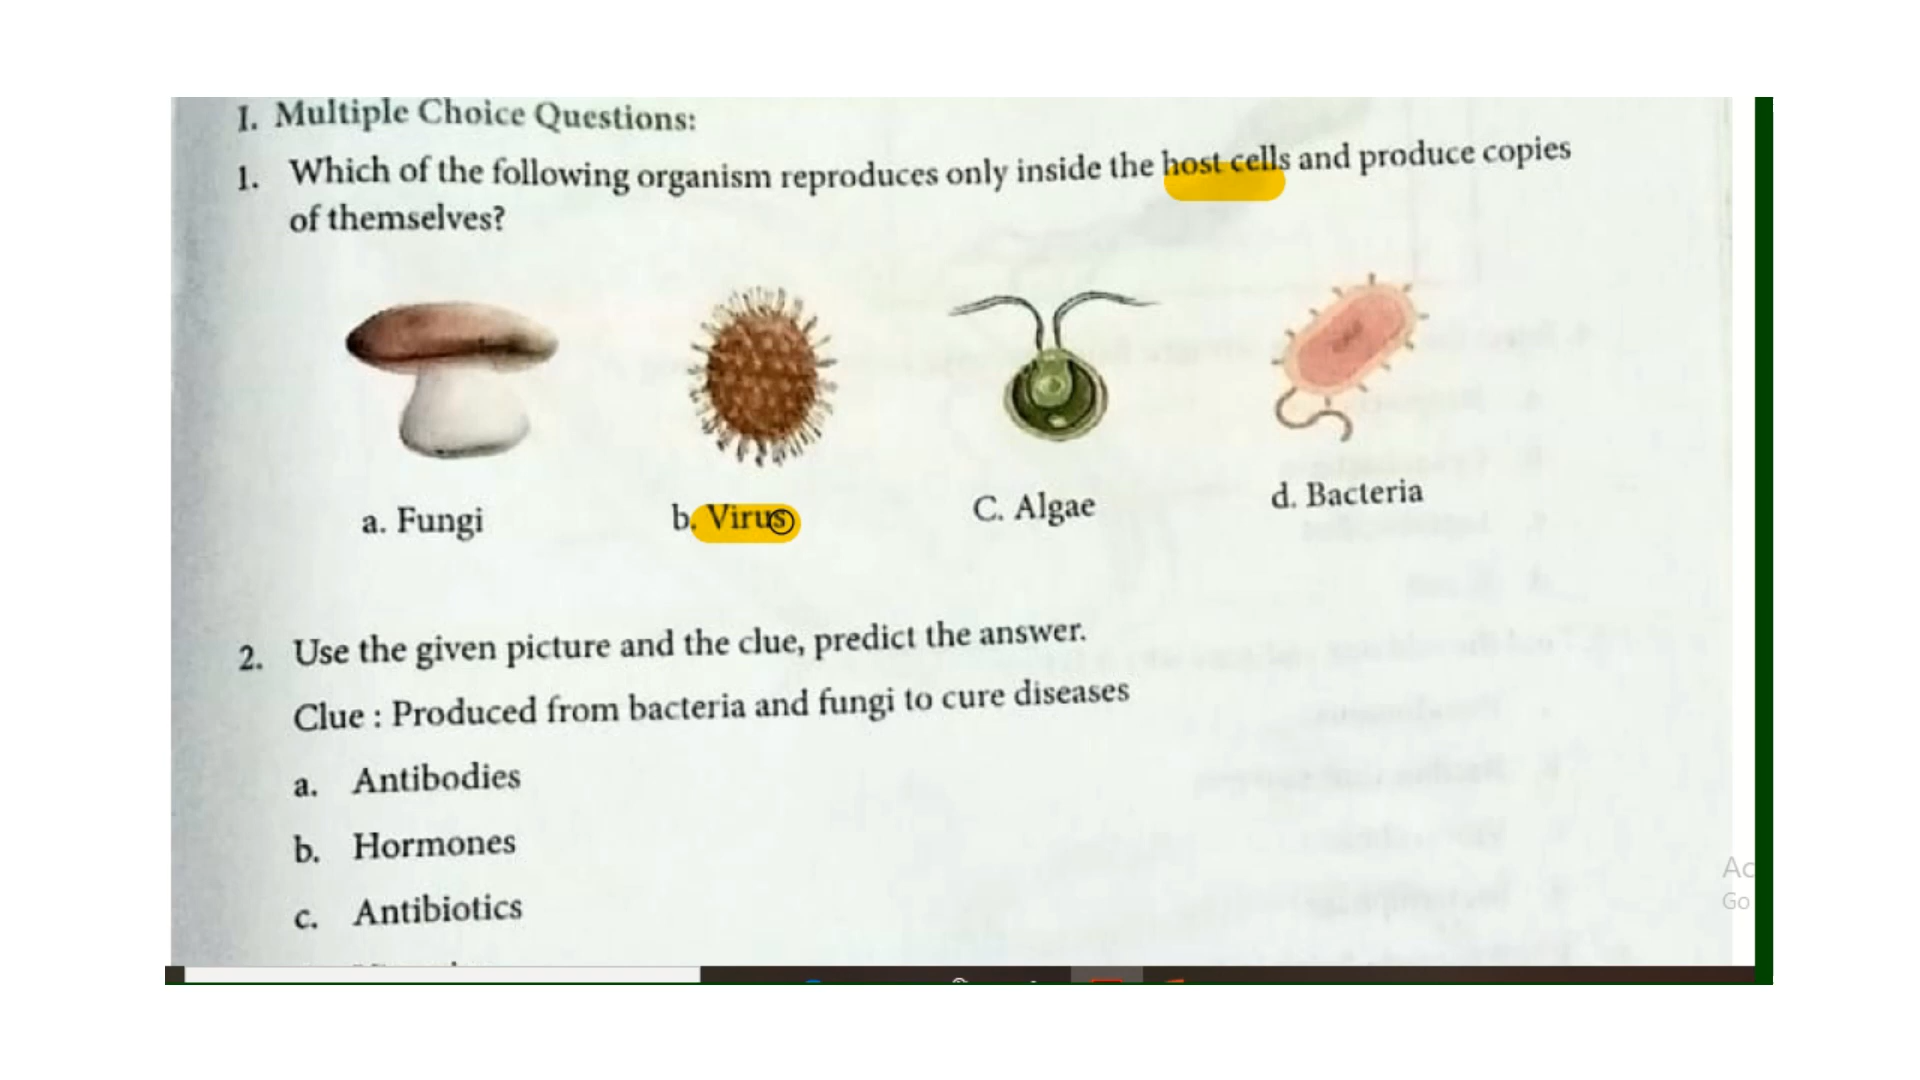 I. Multiple Choice Questions:
1. Which of the following organism reproduces only inside the host cells and produce copies
of themselves?
a. Fungi
b. Virus
C. Algae
d. Bacteria
2. Use the given picture and the clue, predict the answer.
Clue : Produced from bacteria and fungi to cure diseases
a. Antibodies
b. Hormones
c. Antibiotics
Ac
Go